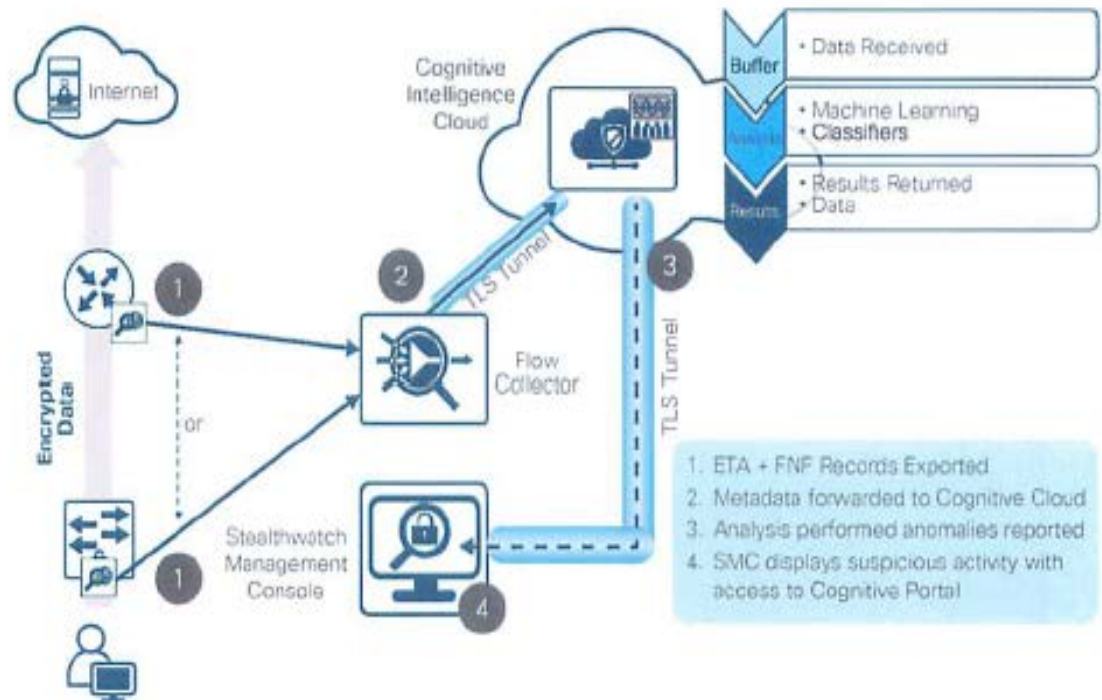 Internet
Cognitive
Intelligence
Cloud
Buffer
• Data Received
Analysis
• Machine Learning
• Classifiers
Results
• Results Returned
• Data
1
2
TLS Tunnel
3
TLS Tunnel
Flow
Collector
Encrypted
Data
or
1
Stealthwatch
Management
Console
4
1. ETA + FNF Records Exported
2. Metadata forwarded to Cognitive Cloud
3. Analysis performed anomalies reported
4. SMC displays suspicious activity with
access to Cognitive Portal